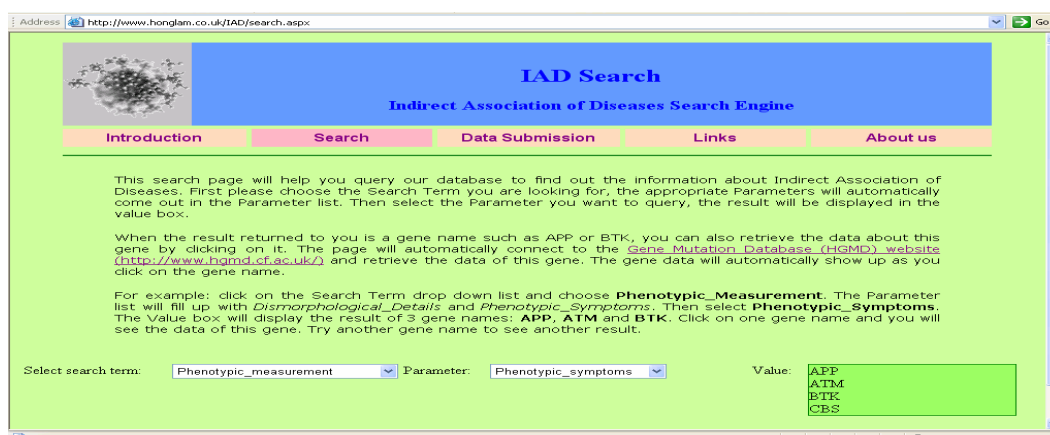 Address http://www.honglam.co.uk/IAD/search.aspx Go
IAD Search
Indirect Association of Diseases Search Engine
Introduction Search Data Submission Links About us
This search page will help you query our database to find out the information about Indirect Association of
Diseases. First please choose the Search Term you are looking for, the appropriate Parameters will automatically
come out in the Parameter list. Then select the Parameter you want to query, the result will be displayed in the
value box.
When the result returned to you is a gene name such as APP or BTK, you can also retrieve the data about this
gene by clicking on it. The page will automatically connect to the Gene Mutation Database (HGMD) website
(http://www.hgmd.cf.ac.uk/) and retrieve the data of this gene. The gene data will automatically show up as you
click on the gene name.
For example: click on the Search Term drop down list and choose Phenotypic_Measurement. The Parameter
list will fill up with Dismorphological_Details and Phenotypic_Symptoms. Then select Phenotypic_Symptoms.
The Value box will display the result of 3 gene names: APP, ATM and BTK. Click on one gene name and you will
see the data of this gene. Try another gene name to see another result.
Select search term: Phenotypic_measurement Parameter: Phenotypic_symptoms Value: APP
ATM
BTK
CBS